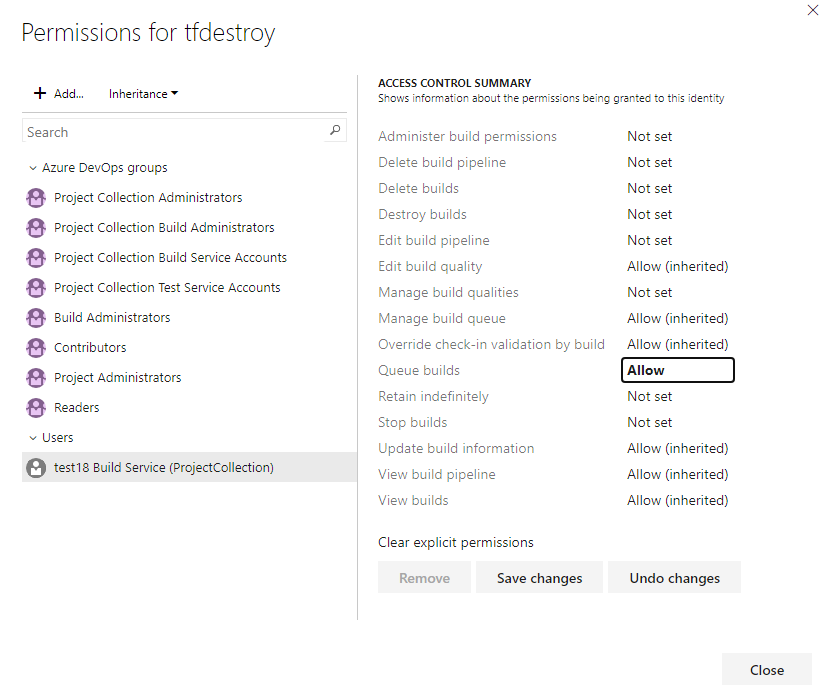 Permissions for tfdestroy
Add...
Inheritance
Search
Azure DevOps groups
Project Collection Administrators
Project Collection Build Administrators
Project Collection Build Service Accounts
Project Collection Test Service Accounts
Build Administrators
Contributors
Project Administrators
Readers
Users
test18 Build Service (ProjectCollection)
ACCESS CONTROL SUMMARY
Shows information about the permissions being granted to this identity
Administer build permissions Not set
Delete build pipeline Not set
Delete builds Not set
Destroy builds Not set
Edit build pipeline Not set
Edit build quality Allow (inherited)
Manage build qualities Not set
Manage build queue Allow (inherited)
Override check-in validation by build Allow (inherited)
Queue builds Allow
Retain indefinitely Not set
Stop builds Not set
Update build information Allow (inherited)
View build pipeline Allow (inherited)
View builds Allow (inherited)
Clear explicit permissions
Remove Save changes Undo changes
Close